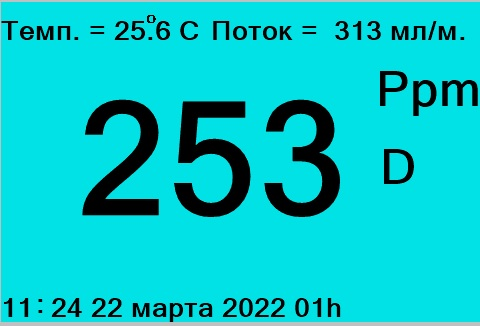 Темп. = 25.6 °C Поток = 313 мл/м.
Ppm
253
D
11:24 22 марта 2022 01h